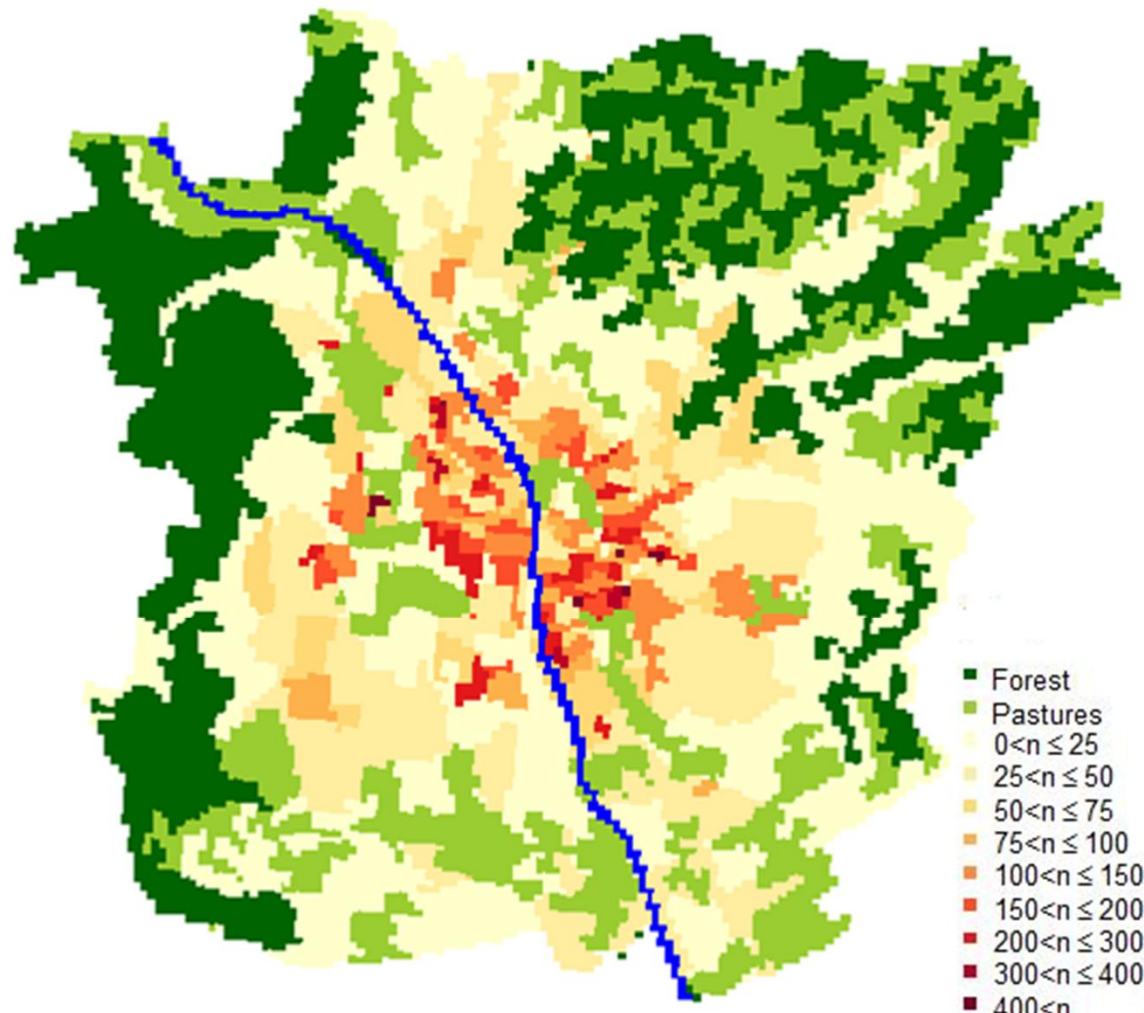 Forest
Pastures
0<n ≤ 25
25<n ≤ 50
50<n ≤ 75
75<n ≤ 100
100<n ≤ 150
150<n ≤ 200
200<n ≤ 300
300<n ≤ 400
400<n